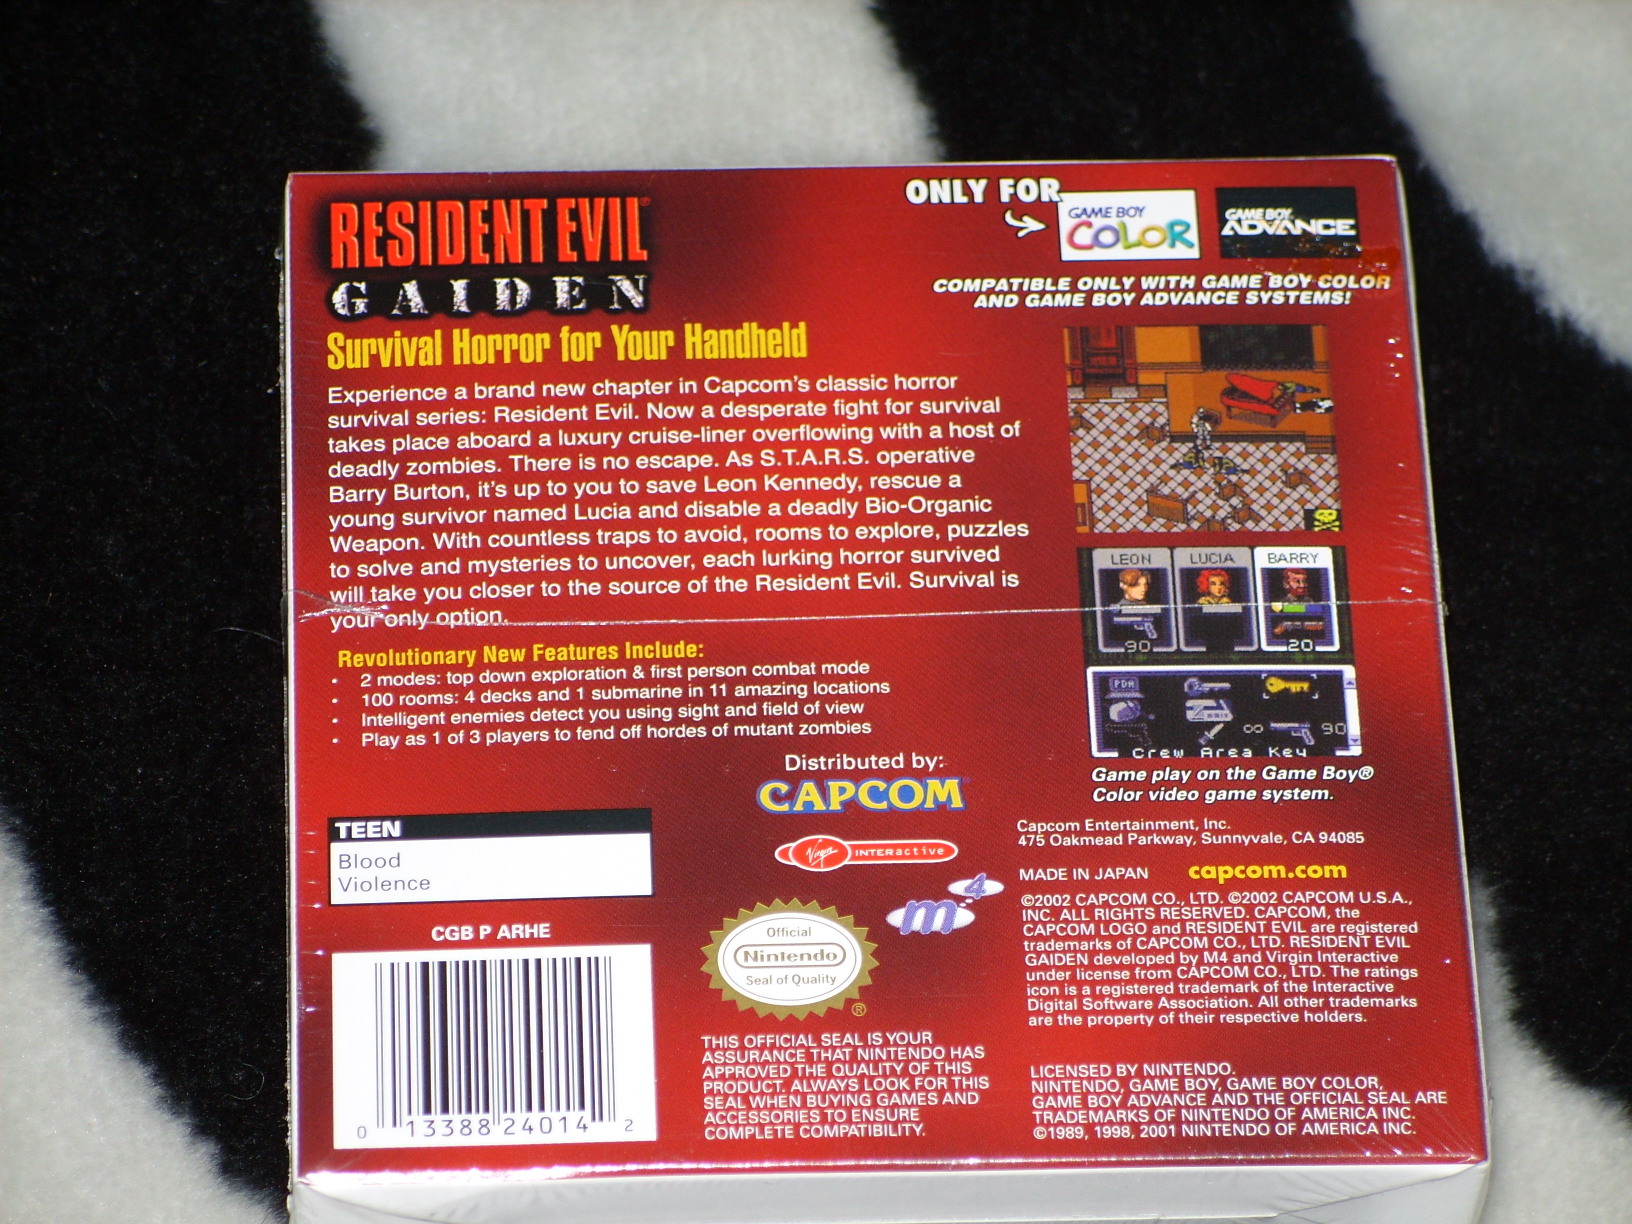 RESIDENT EVIL®
GAIDEN
ONLY FOR
GAME BOY
COLOR
GAME BOY
ADVANCE
COMPATIBLE ONLY WITH GAME BOY COLOR
AND GAME BOY ADVANCE SYSTEMS!
Survival Horror for Your Handheld
Experience a brand new chapter in Capcom's classic horror
survival series: Resident Evil. Now a desperate fight for survival
takes place aboard a luxury cruise-liner overflowing with a host of
deadly zombies. There is no escape. As S.T.A.R.S. operative
Barry Burton, it's up to you to save Leon Kennedy, rescue a
young survivor named Lucia and disable a deadly Bio-Organic
Weapon. With countless traps to avoid, rooms to explore, puzzles
to solve and mysteries to uncover, each lurking horror survived
will take you closer to the source of the Resident Evil. Survival is
your only option.
Revolutionary New Features Include:
• 2 modes: top down exploration & first person combat mode
• 100 rooms: 4 decks and 1 submarine in 11 amazing locations
• Intelligent enemies detect you using sight and field of view
• Play as 1 of 3 players to fend off hordes of mutant zombies
LEON LUCIA BARRY
90 20
PDA
∞ 90
Crew Area Key
Game play on the Game Boy®
Color video game system.
Distributed by:
CAPCOM
Virgin INTERactive
m4
TEEN
Blood
Violence
CGB P ARHE
0 13388 24014 2
Official
Nintendo
Seal of Quality
®
THIS OFFICIAL SEAL IS YOUR
ASSURANCE THAT NINTENDO HAS
APPROVED THE QUALITY OF THIS
PRODUCT. ALWAYS LOOK FOR THIS
SEAL WHEN BUYING GAMES AND
ACCESSORIES TO ENSURE
COMPLETE COMPATIBILITY.
Capcom Entertainment, Inc.
475 Oakmead Parkway, Sunnyvale, CA 94085
MADE IN JAPAN capcom.com
©2002 CAPCOM CO., LTD. ©2002 CAPCOM U.S.A.,
INC. ALL RIGHTS RESERVED. CAPCOM, the
CAPCOM LOGO and RESIDENT EVIL are registered
trademarks of CAPCOM CO., LTD. RESIDENT EVIL
GAIDEN developed by M4 and Virgin Interactive
under license from CAPCOM CO., LTD. The ratings
icon is a registered trademark of the Interactive
Digital Software Association. All other trademarks
are the property of their respective holders.
LICENSED BY NINTENDO.
NINTENDO, GAME BOY, GAME BOY COLOR,
GAME BOY ADVANCE AND THE OFFICIAL SEAL ARE
TRADEMARKS OF NINTENDO OF AMERICA INC.
©1989, 1998, 2001 NINTENDO OF AMERICA INC.